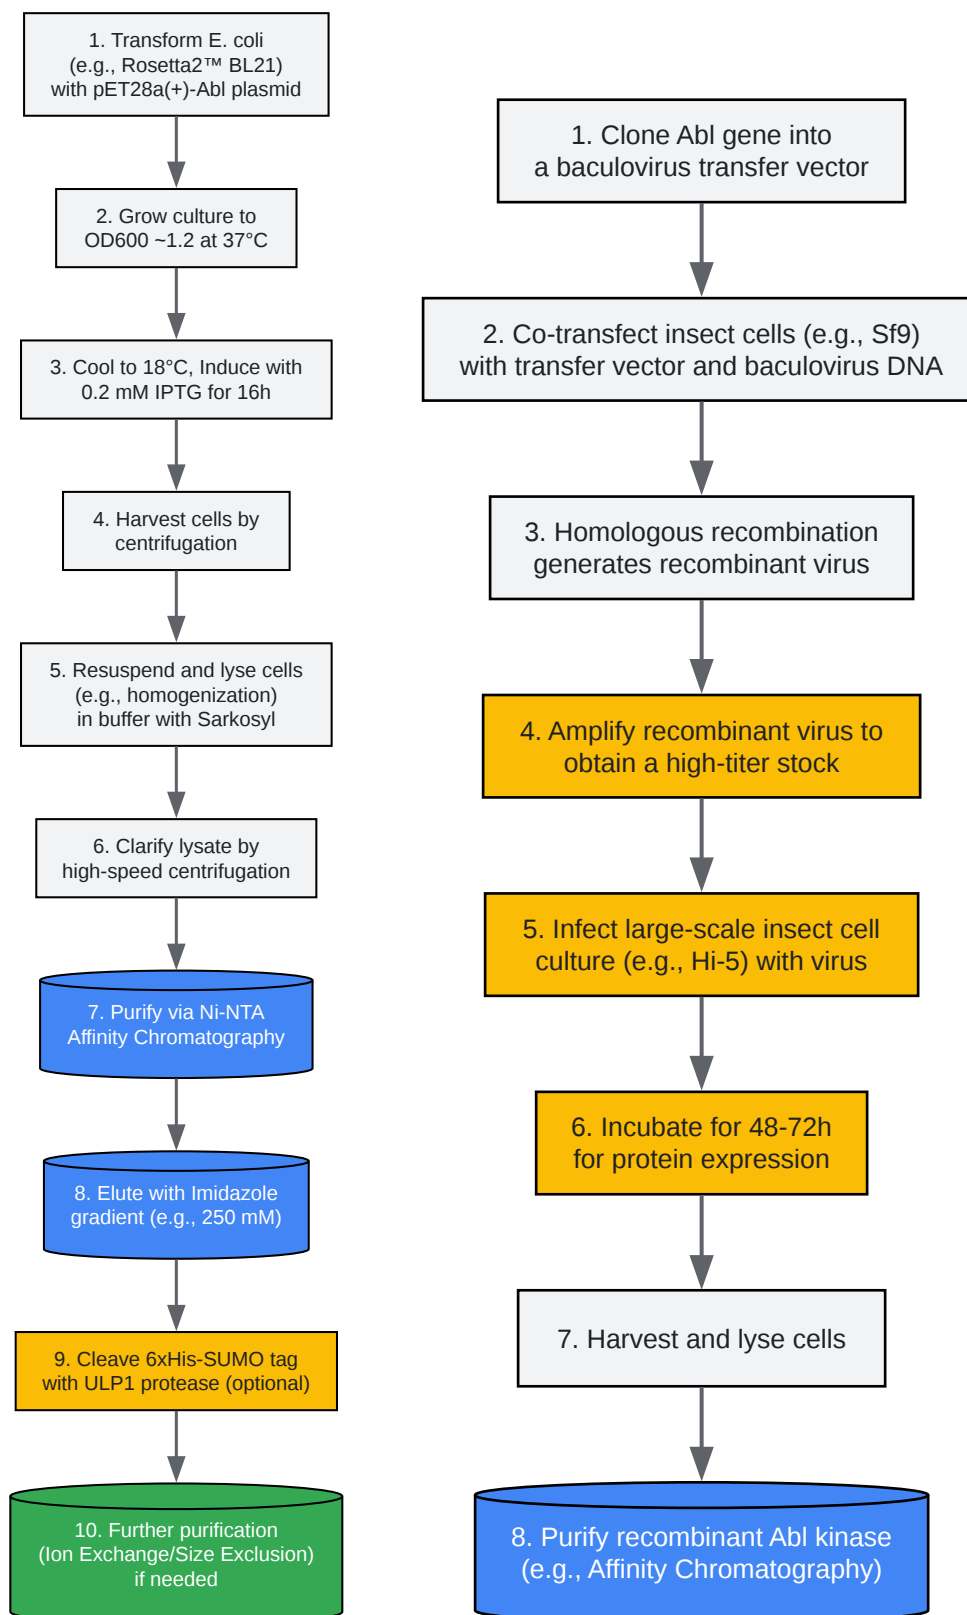 1. Transform E. coli
(e.g., Rosetta2™ BL21)
with pET28a(+)-Abl plasmid
2. Grow culture to
OD600 ~1.2 at 37°C
3. Cool to 18°C, Induce with
0.2 mM IPTG for 16h
4. Harvest cells by
centrifugation
5. Resuspend and lyse cells
(e.g., homogenization)
in buffer with Sarkosyl
6. Clarify lysate by
high-speed centrifugation
7. Purify via Ni-NTA
Affinity Chromatography
8. Elute with Imidazole
gradient (e.g., 250 mM)
9. Cleave 6xHis-SUMO tag
with ULP1 protease (optional)
10. Further purification
(Ion Exchange/Size Exclusion)
if needed
1. Clone Abl gene into
a baculovirus transfer vector
2. Co-transfect insect cells (e.g., Sf9)
with transfer vector and baculovirus DNA
3. Homologous recombination
generates recombinant virus
4. Amplify recombinant virus to
obtain a high-titer stock
5. Infect large-scale insect cell
culture (e.g., Hi-5) with virus
6. Incubate for 48-72h
for protein expression
7. Harvest and lyse cells
8. Purify recombinant Abl kinase
(e.g., Affinity Chromatography)